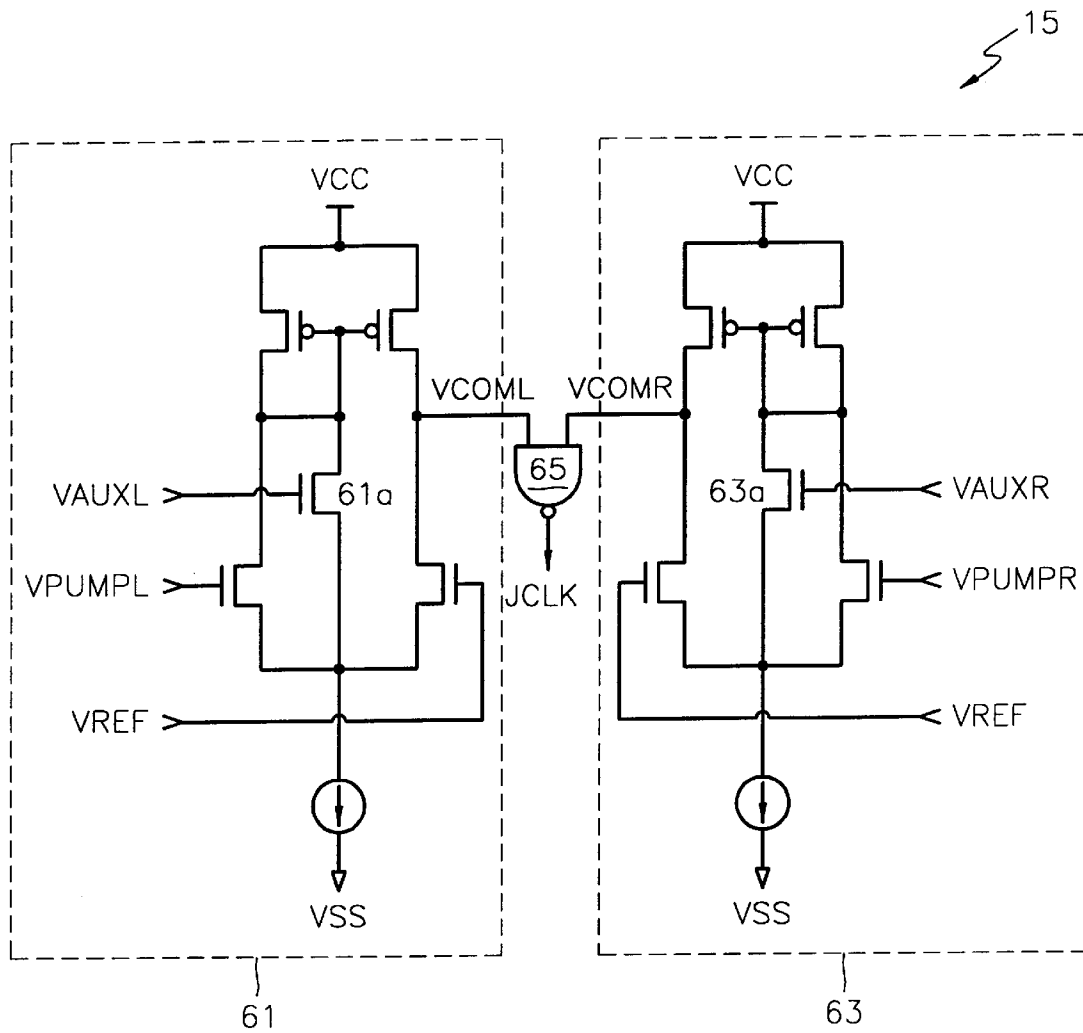 15
VCC
VCC
VCOML
VCOMR
65
VAUXL
61a
63a
VAUXR
VPUMPL
JCLK
VPUMPR
VREF
VREF
VSS
VSS
61
63